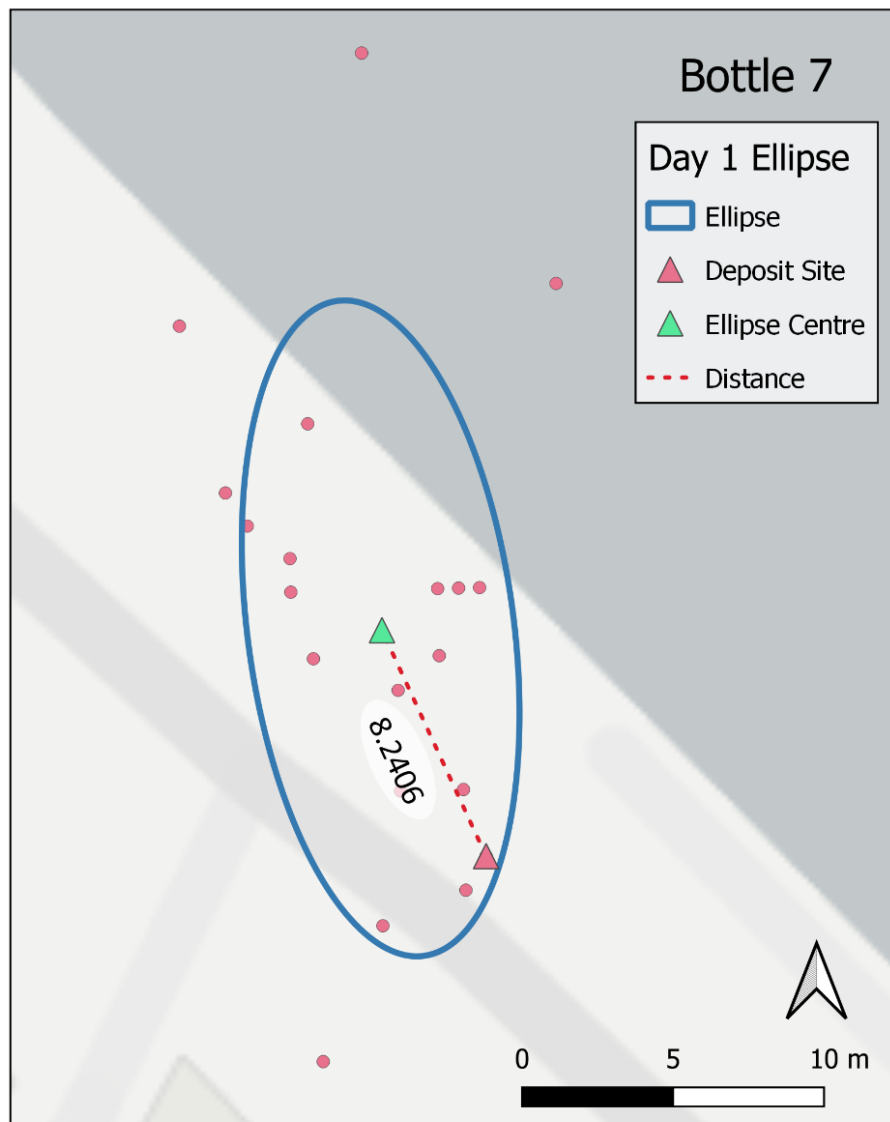 Bottle 7
Day 1 Ellipse
Ellipse
Deposit Site
Ellipse Centre
Distance
8.2406
0 5 10 m